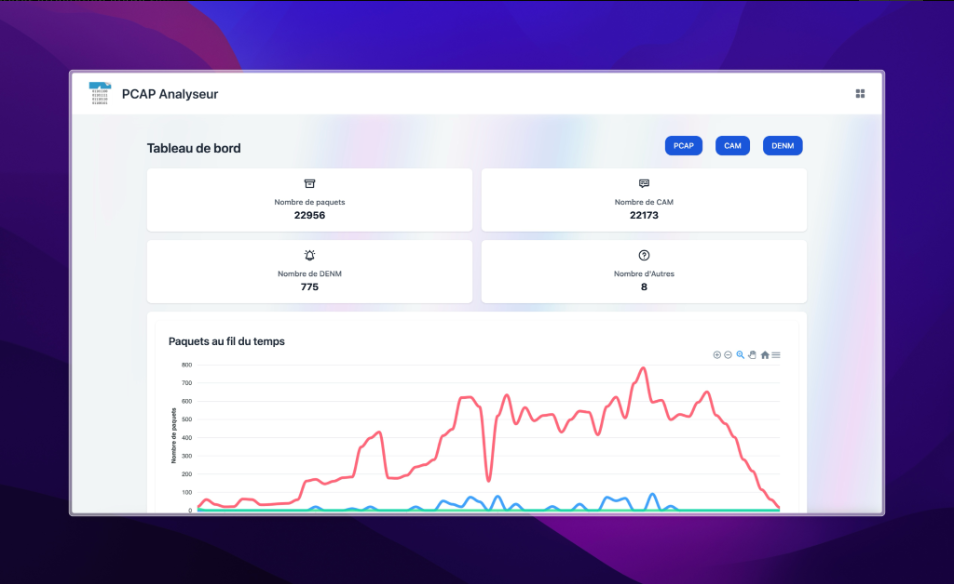 PCAP Analyseur
Tableau de bord
PCAP
CAM
DENM
Nombre de paquets
22956
Nombre de CAM
22173
Nombre de DENM
775
Nombre d'Autres
8
Paquets au fil du temps
Nombre de paquets
800
700
600
500
400
300
200
100
0